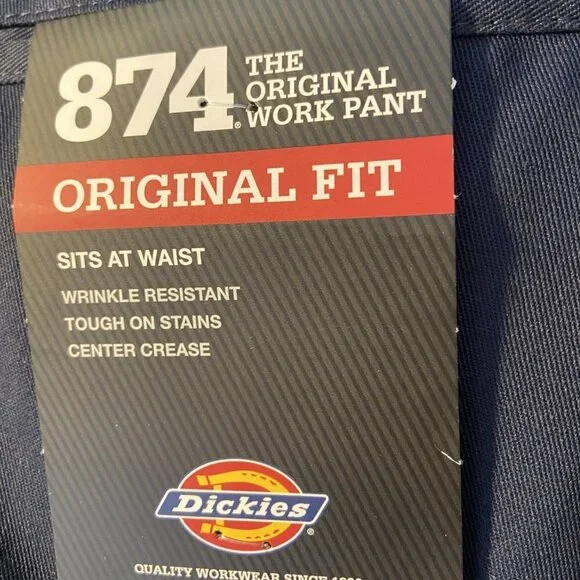 874® THE
ORIGINAL
WORK PANT
ORIGINAL FIT
SITS AT WAIST
WRINKLE RESISTANT
TOUGH ON STAINS
CENTER CREASE
Dickies
QUALITY WORKWEAR SINCE